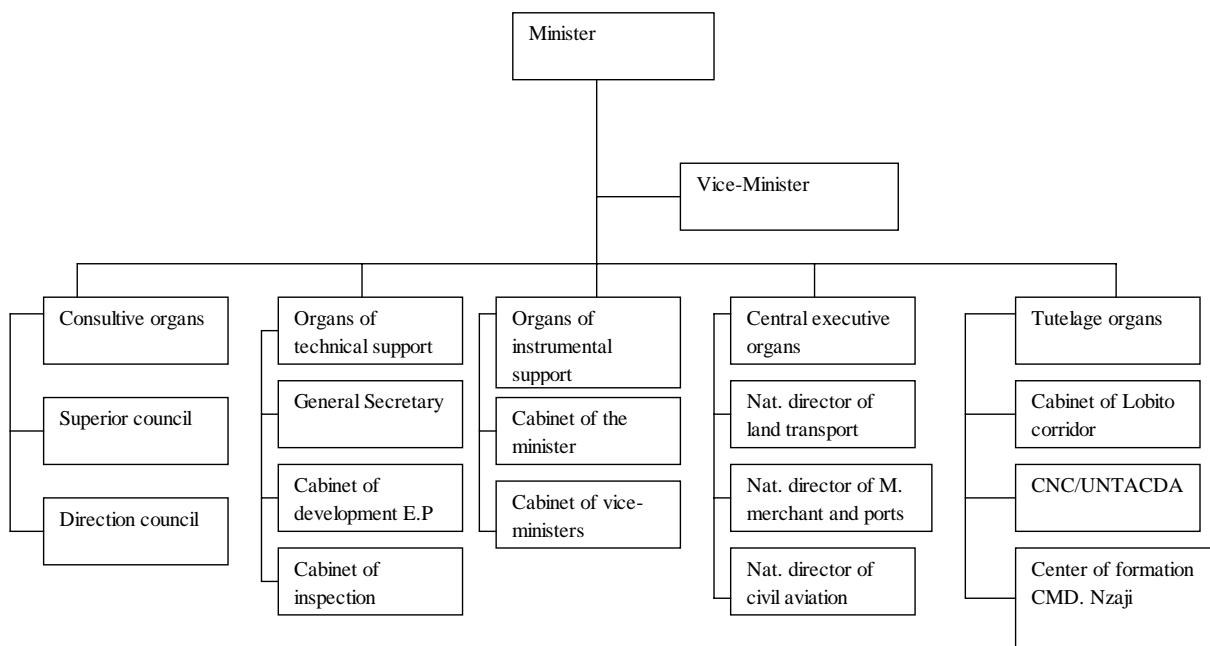 Minister
Vice-Minister
Consultive organs
Superior council
Direction council
Organs of
technical support
General Secretary
Cabinet of
development E.P
Cabinet of
inspection
Organs of
instrumental
support
Cabinet of the
minister
Cabinet of vice-
ministers
Central executive
organs
Nat. director of
land transport
Nat. director of M.
merchant and ports
Nat. director of
civil aviation
Tutelage organs
Cabinet of Lobito
corridor
CNC/UNTACDA
Center of formation
CMD. Nzaji